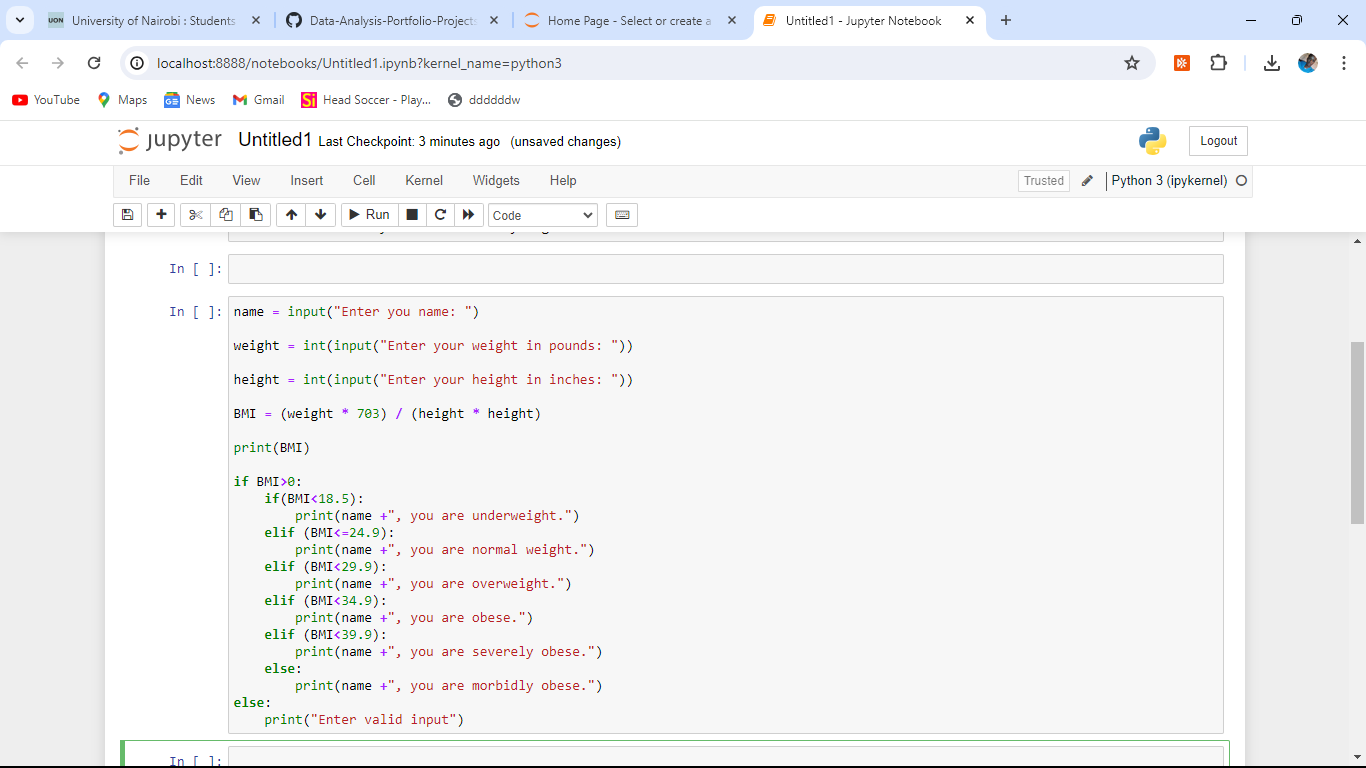 University of Nairobi : Students
Data-Analysis-Portfolio-Projects
Home Page - Select or create a
Untitled1 - Jupyter Notebook
localhost:8888/notebooks/Untitled1.ipynb?kernel_name=python3
YouTube
Maps
News
Gmail
Head Soccer - Play...
ddddddw
jupyter Untitled1 Last Checkpoint: 3 minutes ago (unsaved changes)
Logout
File Edit View Insert Cell Kernel Widgets Help
Trusted
Python 3 (ipykernel)
Run
Code
In [ ]:
In [ ]:
name = input("Enter you name: ")
weight = int(input("Enter your weight in pounds: "))
height = int(input("Enter your height in inches: "))
BMI = (weight * 703) / (height * height)
print(BMI)
if BMI>0:
    if(BMI<18.5):
        print(name +", you are underweight.")
    elif (BMI<=24.9):
        print(name +", you are normal weight.")
    elif (BMI<29.9):
        print(name +", you are overweight.")
    elif (BMI<34.9):
        print(name +", you are obese.")
    elif (BMI<39.9):
        print(name +", you are severely obese.")
    else:
        print(name +", you are morbidly obese.")
else:
    print("Enter valid input")
In [ ]: